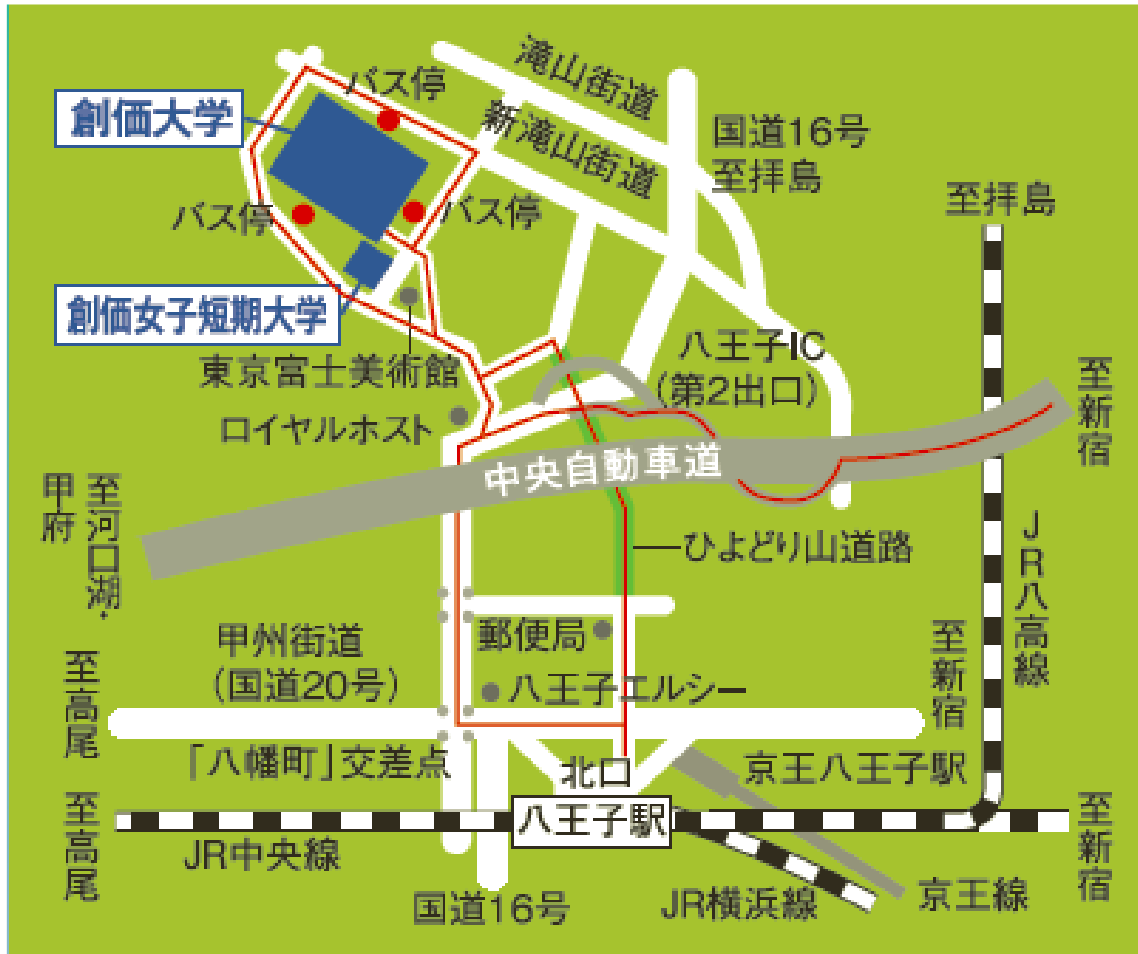 滝山街道
バス停
創価大学
新滝山街道
国道16号
至拝島
至拝島
バス停
バス停
創価女子短期大学
東京富士美術館
八王子IC
(第2出口)
至新宿
ロイヤルホスト
中央自動車道
至河口湖・
甲府
ひよどり山道路
JR八高線
甲州街道
(国道20号)
郵便局
至新宿
至高尾
八王子エルシー
「八幡町」交差点
北口
京王八王子駅
至高尾
八王子駅
至新宿
JR中央線
国道16号
JR横浜線
京王線